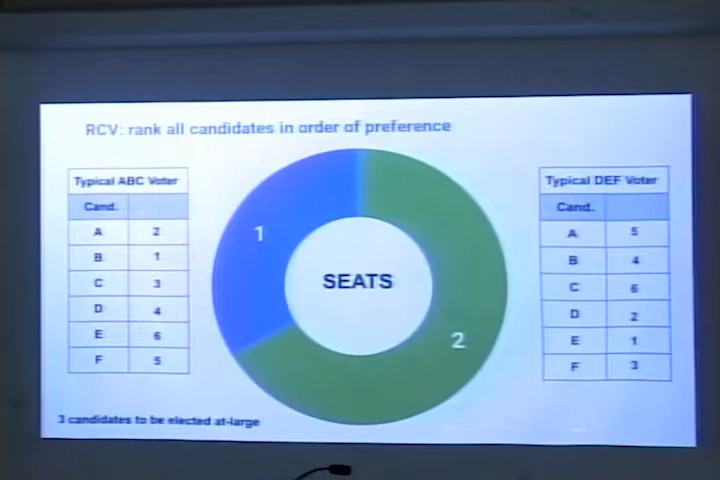 RCV: rank all candidates in order of preference
Typical ABC Voter
Cand.
A 2
B 1
C 3
D 4
E 6
F 5
1
SEATS
2
Typical DEF Voter
Cand.
A 5
B 4
C 6
D 2
E 1
F 3
3 candidates to be elected at-large